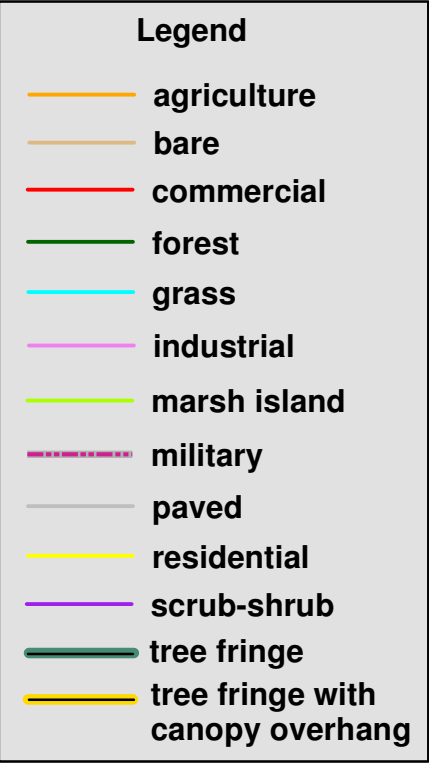 Legend
agriculture
bare
commercial
forest
grass
industrial
marsh island
military
paved
residential
scrub-shrub
tree fringe
tree fringe with
canopy overhang